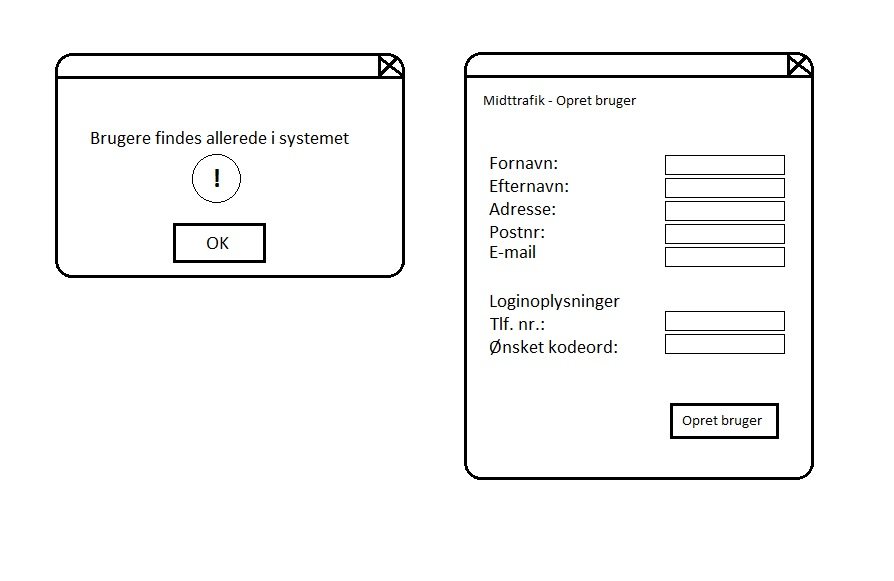 Brugere findes allerede i systemet
!
OK
Midttrafik - Opret bruger
Fornavn:
Efternavn:
Adresse:
Postnr:
E-mail
Loginoplysninger
Tlf. nr.:
Ønsket kodeord:
Opret bruger